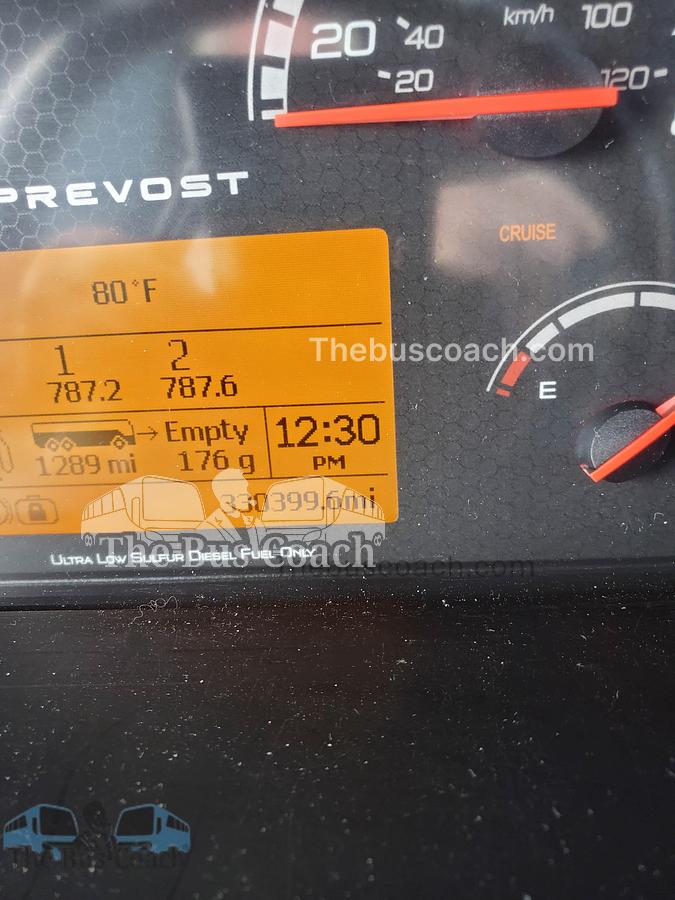 20 40 km/h 100
20 120
PREVOST
CRUISE
80°F
1 2
787.2 787.6
Thebuscoach.com
E
Empty 12:30
1289 mi 176 g PM
330399.6mi
The Bus Coach
ULTRA LOW SULFUR DIESEL FUEL ONLY
thebuscoach.com
The Bus Coach